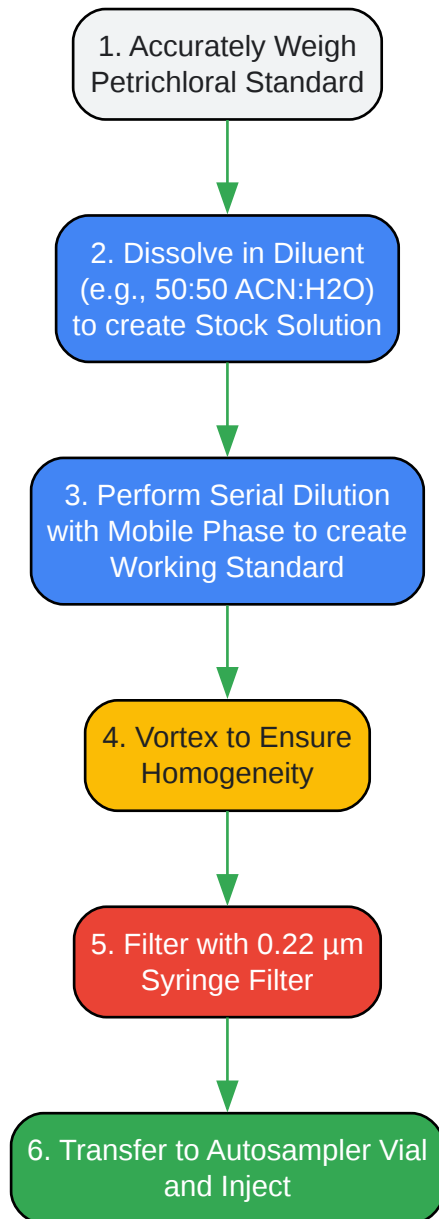 1. Accurately Weigh
Petrichloral Standard
2. Dissolve in Diluent
(e.g., 50:50 ACN:H2O)
to create Stock Solution
3. Perform Serial Dilution
with Mobile Phase to create
Working Standard
4. Vortex to Ensure
Homogeneity
5. Filter with 0.22 µm
Syringe Filter
6. Transfer to Autosampler Vial
and Inject